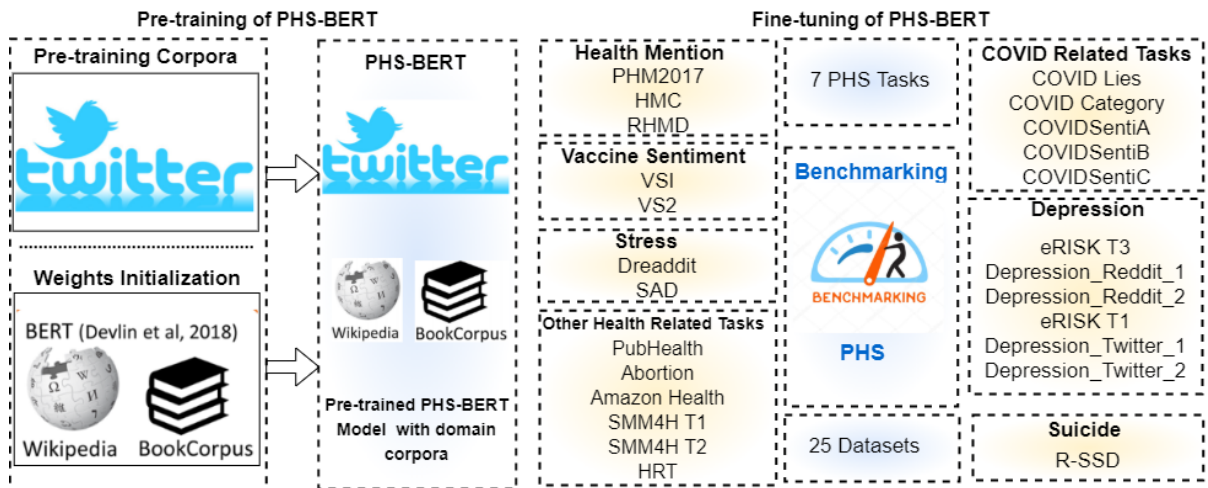 Pre-training of PHS-BERT
Pre-training Corpora
twitter
Weights Initialization
BERT (Devlin et al, 2018)
Wikipedia
BookCorpus
PHS-BERT
twitter
Wikipedia
BookCorpus
Pre-trained PHS-BERT
Model with domain
corpora
Fine-tuning of PHS-BERT
Health Mention
PHM2017
HMC
RHMD
Vaccine Sentiment
VSI
VS2
Stress
Dreaddit
SAD
Other Health Related Tasks
PubHealth
Abortion
Amazon Health
SMM4H T1
SMM4H T2
HRT
7 PHS Tasks
Benchmarking
BENCHMARKING
PHS
25 Datasets
COVID Related Tasks
COVID Lies
COVID Category
COVIDSentiA
COVIDSentiB
COVIDSentiC
Depression
eRISK T3
Depression_Reddit_1
Depression_Reddit_2
eRISK T1
Depression_Twitter_1
Depression_Twitter_2
Suicide
R-SSD